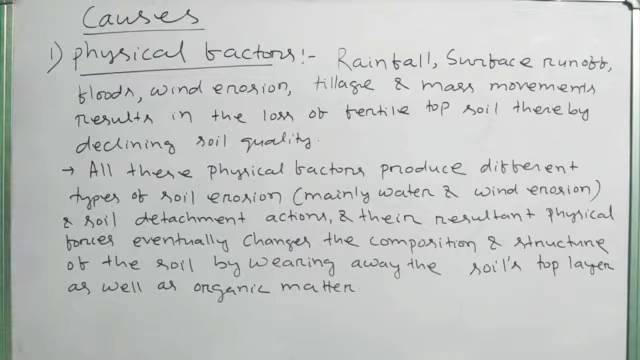 Causes
1) Physical factors:- Rainfall, Surface runoff,
floods, wind erosion, tillage & mass movements
results in the loss of fertile top soil thereby
declining soil quality.
→ All these physical factors produce different
types of soil erosion (mainly water & wind erosion)
& soil detachment actions, & their resultant physical
forces eventually changes the composition & structure
of the soil by wearing away the soil's top layer
as well as organic matter